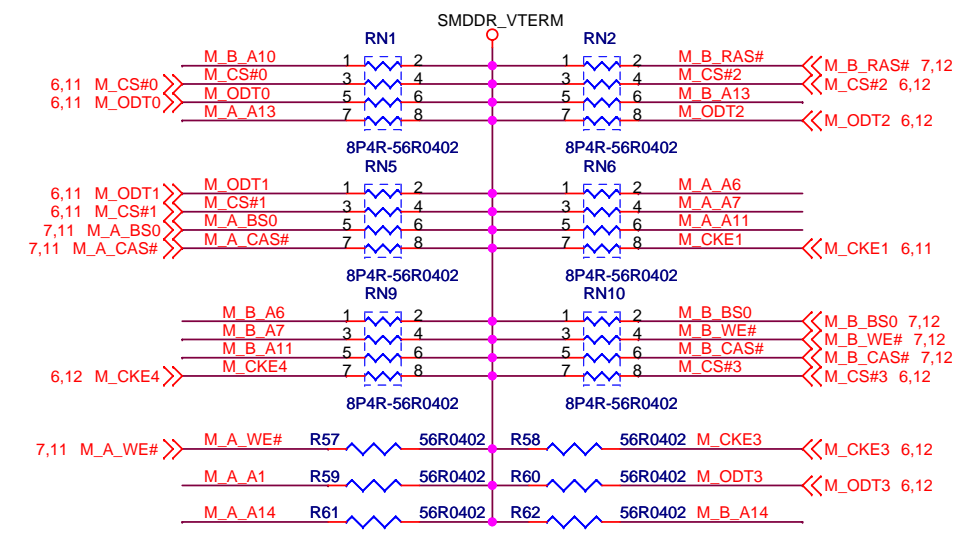 SMDDR_VTERM
RN1 RN2
M_B_A10 1 2 1 2 M_B_RAS# M_B_RAS# 7,12
6,11 M_CS#0 M_CS#0 3 4 3 4 M_CS#2 M_CS#2 6,12
6,11 M_ODT0 M_ODT0 5 6 5 6 M_B_A13
M_A_A13 7 8 7 8 M_ODT2 M_ODT2 6,12
8P4R-56R0402 8P4R-56R0402
RN5 RN6
6,11 M_ODT1 M_ODT1 1 2 1 2 M_A_A6
6,11 M_CS#1 M_CS#1 3 4 3 4 M_A_A7
7,11 M_A_BS0 M_A_BS0 5 6 5 6 M_A_A11
7,11 M_A_CAS# M_A_CAS# 7 8 7 8 M_CKE1 M_CKE1 6,11
8P4R-56R0402 8P4R-56R0402
RN9 RN10
M_B_A6 1 2 1 2 M_B_BS0 M_B_BS0 7,12
M_B_A7 3 4 3 4 M_B_WE# M_B_WE# 7,12
M_B_A11 5 6 5 6 M_B_CAS# M_B_CAS# 7,12
6,12 M_CKE4 M_CKE4 7 8 7 8 M_CS#3 M_CS#3 6,12
8P4R-56R0402 8P4R-56R0402
7,11 M_A_WE# M_A_WE# R57 56R0402 R58 56R0402 M_CKE3 M_CKE3 6,12
M_A_A1 R59 56R0402 R60 56R0402 M_ODT3 M_ODT3 6,12
M_A_A14 R61 56R0402 R62 56R0402 M_B_A14